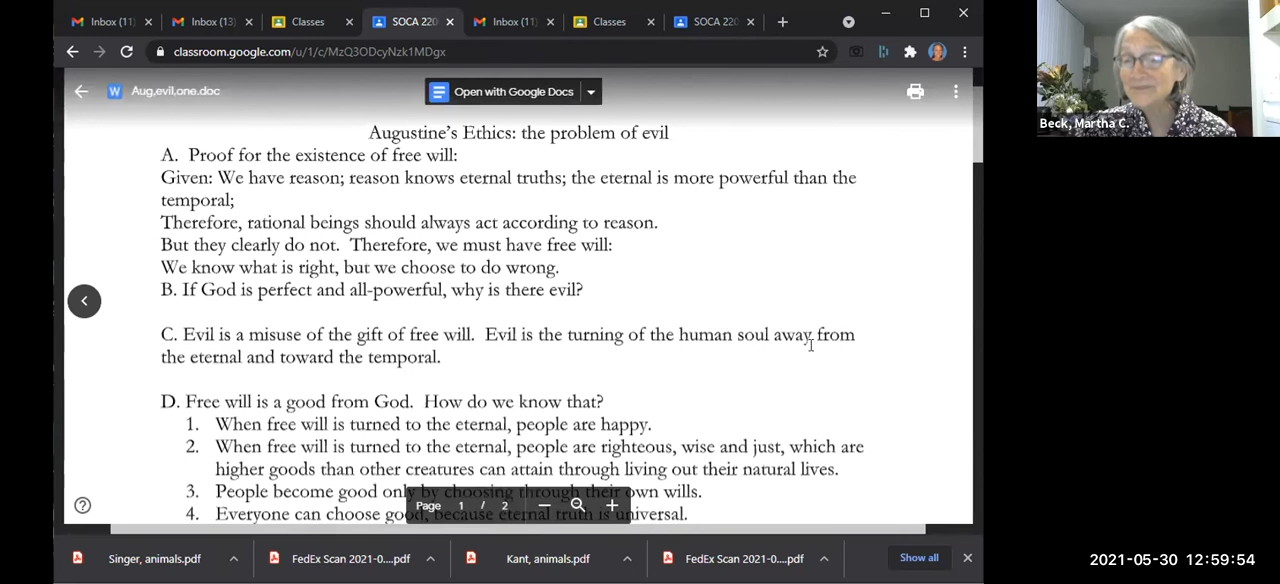 Inbox (11)
Inbox (13)
Classes
SOCA 220
Inbox (11)
Classes
SOCA 220
classroom.google.com/u/1/c/MzQ3ODcyNzk1MDgx
Aug,evil,one.doc
Open with Google Docs
Augustine's Ethics: the problem of evil
A. Proof for the existence of free will:
Given: We have reason; reason knows eternal truths; the eternal is more powerful than the
temporal;
Therefore, rational beings should always act according to reason.
But they clearly do not. Therefore, we must have free will:
We know what is right, but we choose to do wrong.
B. If God is perfect and all-powerful, why is there evil?
C. Evil is a misuse of the gift of free will. Evil is the turning of the human soul away from
the eternal and toward the temporal.
D. Free will is a good from God. How do we know that?
1. When free will is turned to the eternal, people are happy.
2. When free will is turned to the eternal, people are righteous, wise and just, which are
higher goods than other creatures can attain through living out their natural lives.
3. People become good only by choosing through their own wills.
4. Everyone can choose good, because eternal truth is universal.
Page 1 / 2
Singer, animals.pdf
FedEx Scan 2021-0....pdf
Kant, animals.pdf
FedEx Scan 2021-0....pdf
Show all
Beck, Martha C.
2021-05-30 12:59:54